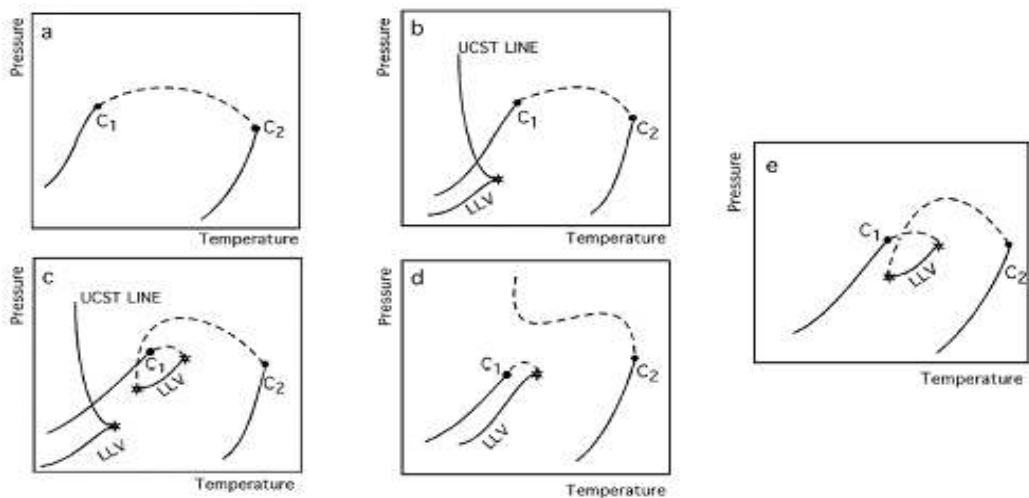 a
Pressure
C1
C2
Temperature
b
Pressure
UCST LINE
C1
C2
LLV
Temperature
c
Pressure
UCST LINE
C1
LLV
C2
LLV
Temperature
d
Pressure
C1
C2
LLV
Temperature
e
Pressure
C1
C2
LLV
Temperature